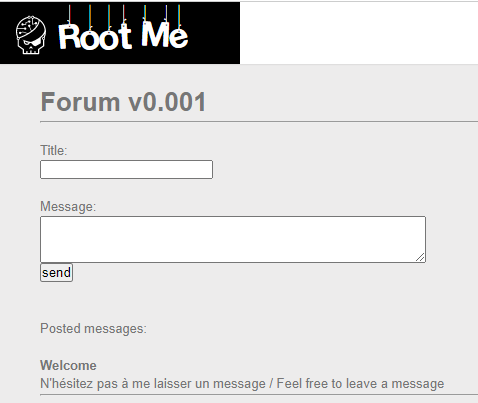 Root Me
Forum v0.001
Title:
Message:
send
Posted messages:
Welcome
N'hésitez pas à me laisser un message / Feel free to leave a message